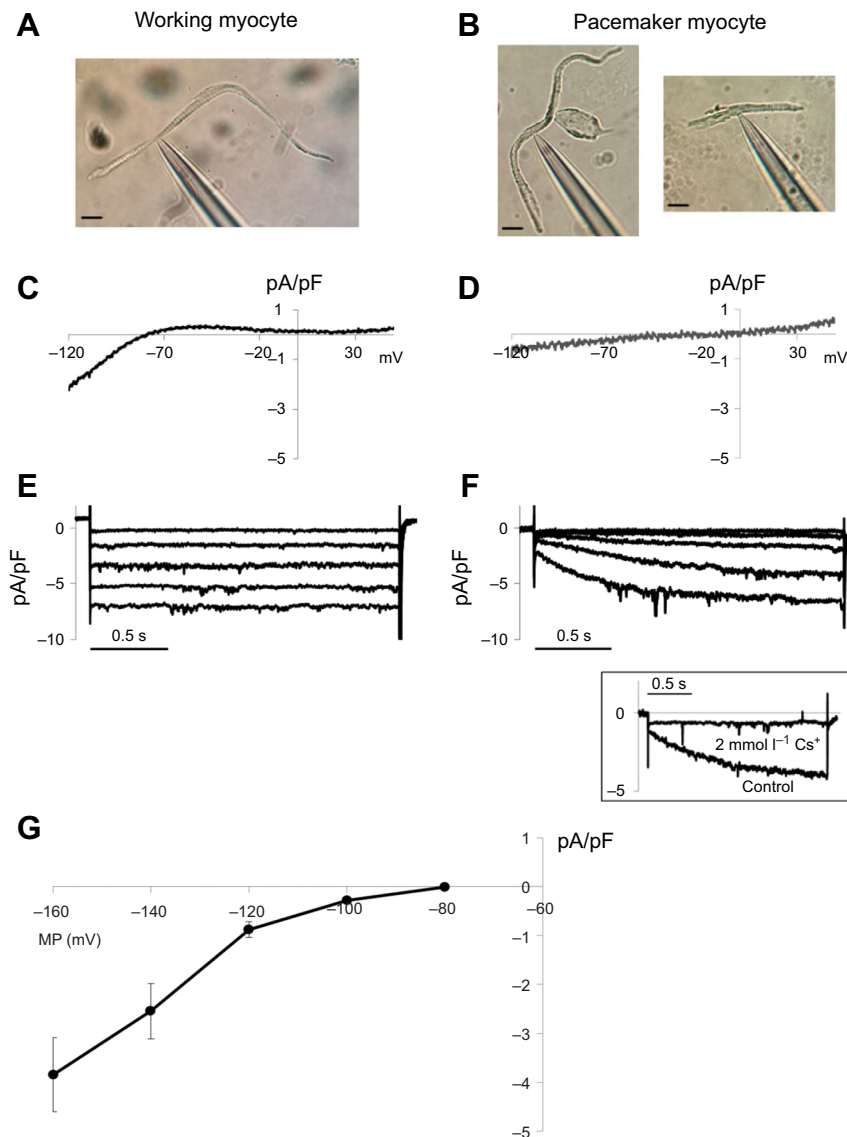 A Working myocyte
B Pacemaker myocyte
C pA/pF
1
–120 –70 –20 30 mV
–1
–3
–5
D pA/pF
1
–120 –70 –20 30 mV
–1
–3
–5
E
pA/pF
0
–5
–10
0.5 s
F
pA/pF
0
–5
–10
0.5 s
0.5 s
0
2 mmol l⁻¹ Cs⁺
Control
–5
G
pA/pF
1
0
–160 –140 –120 –100 –80 –60
MP (mV)
–1
–2
–3
–4
–5